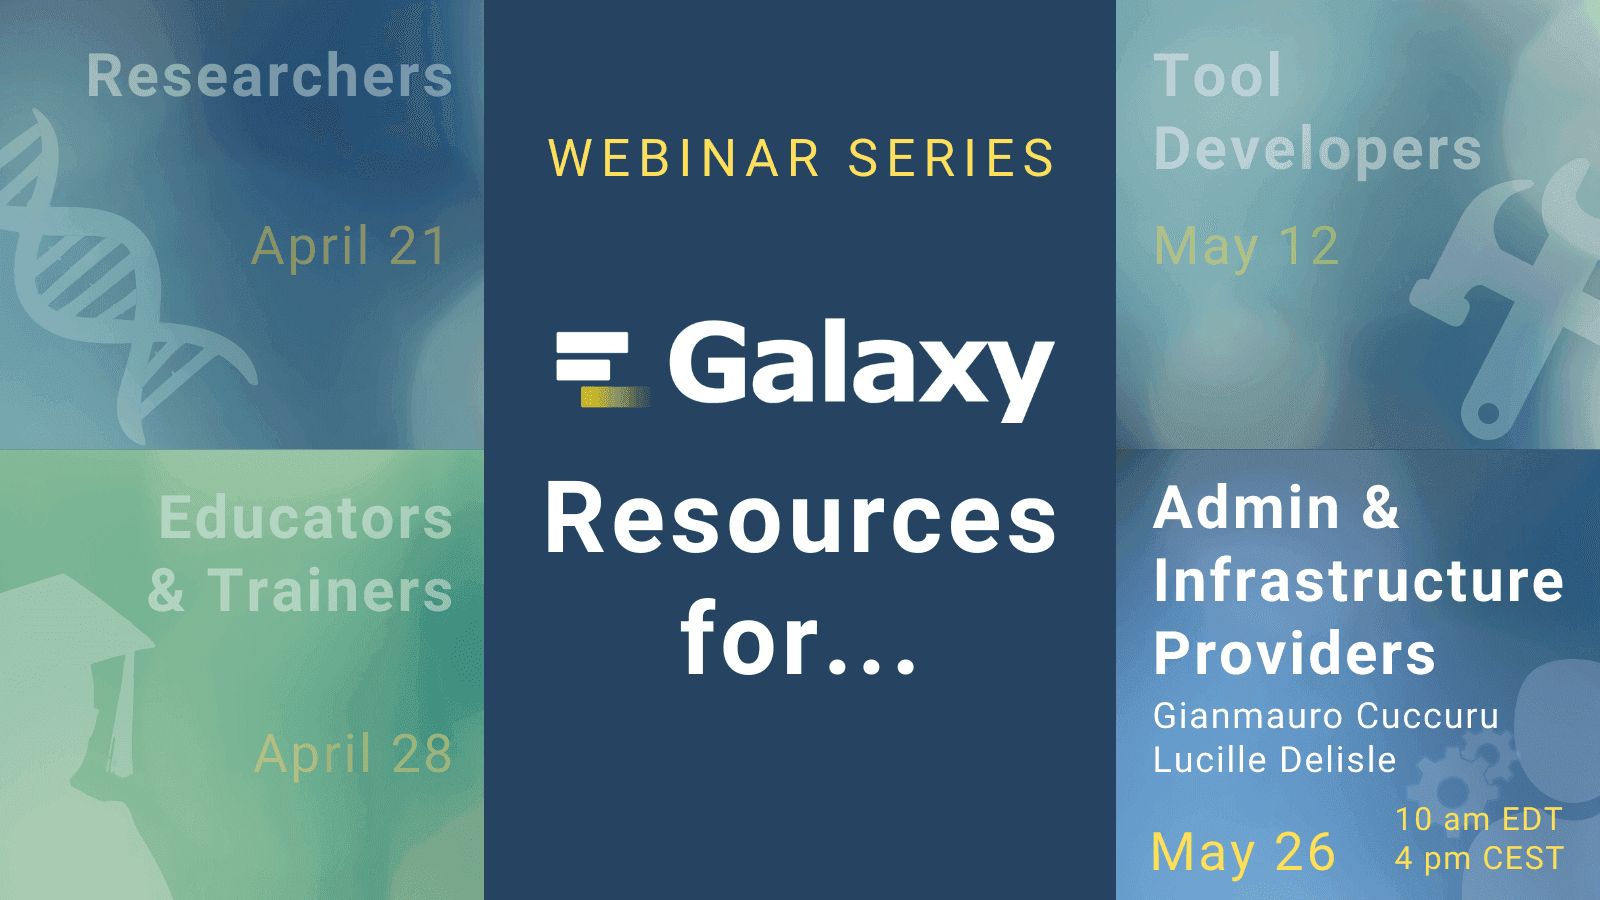 Researchers
April 21
Educators
& Trainers
April 28
WEBINAR SERIES
Galaxy
Resources
for...
Tool
Developers
May 12
Admin &
Infrastructure
Providers
Gianmauro Cuccuru
Lucille Delisle
May 26
10 am EDT
4 pm CEST